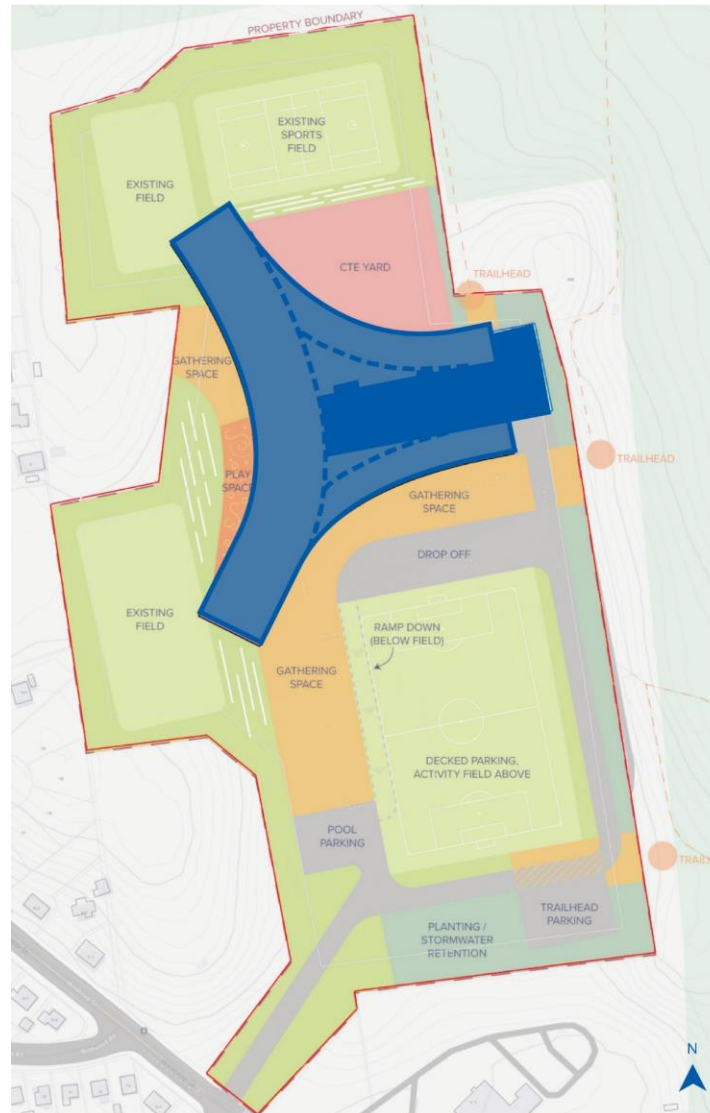 PROPERTY BOUNDARY
EXISTING
SPORTS
FIELD
EXISTING
FIELD
CTE YARD
TRAILHEAD
GATHERING
SPACE
TRAILHEAD
PLAY
SPACE
GATHERING
SPACE
DROP OFF
EXISTING
FIELD
RAMP DOWN
(BELOW FIELD)
GATHERING
SPACE
DECKED PARKING,
ACTIVITY FIELD ABOVE
POOL
PARKING
TRAILHEAD
PARKING
PLANTING /
STORMWATER
RETENTION
N